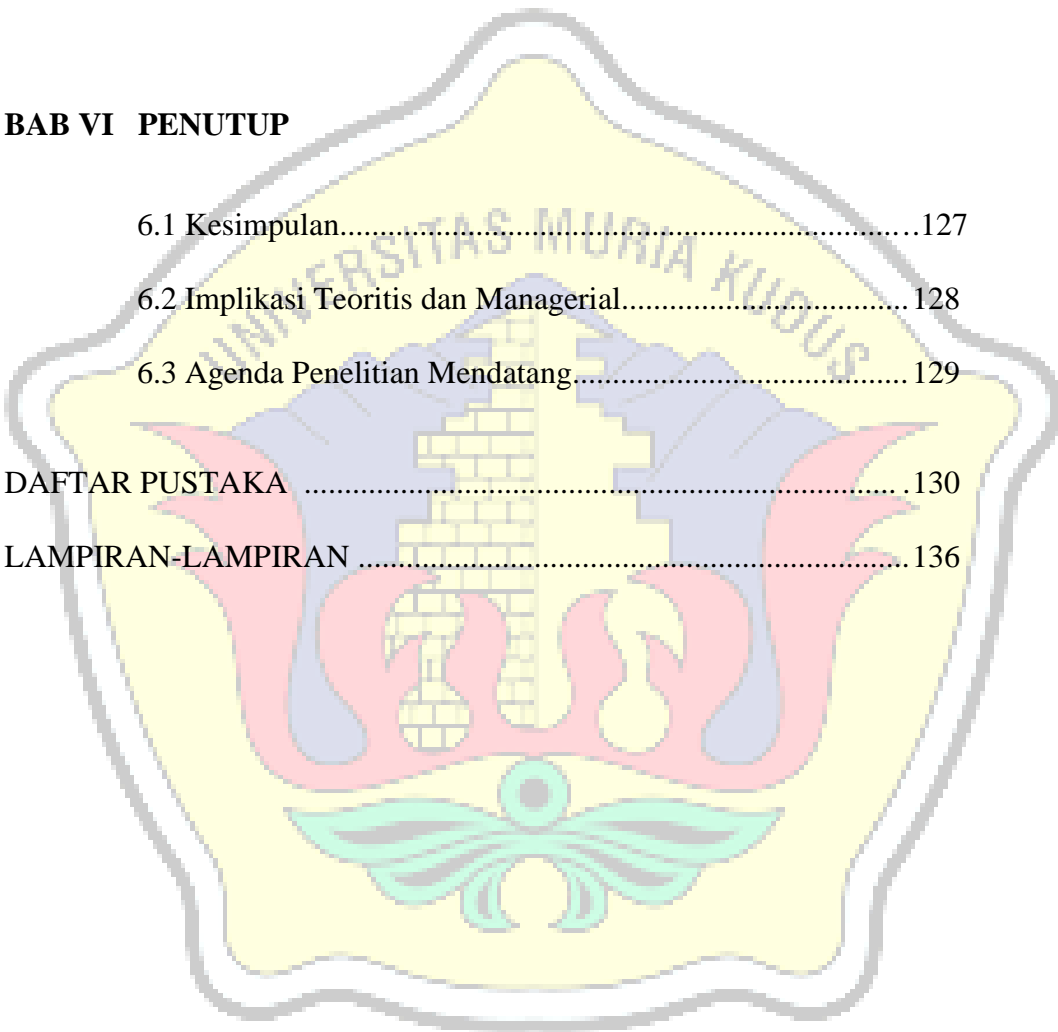 BAB VI PENUTUP
6.1 Kesimpulan.................................................................127
6.2 Implikasi Teoritis dan Managerial.................................128
6.3 Agenda Penelitian Mendatang.......................................129
DAFTAR PUSTAKA ..................................................................... .130
LAMPIRAN-LAMPIRAN ................................................................136
UNIVERSITAS MURIA KUDUS